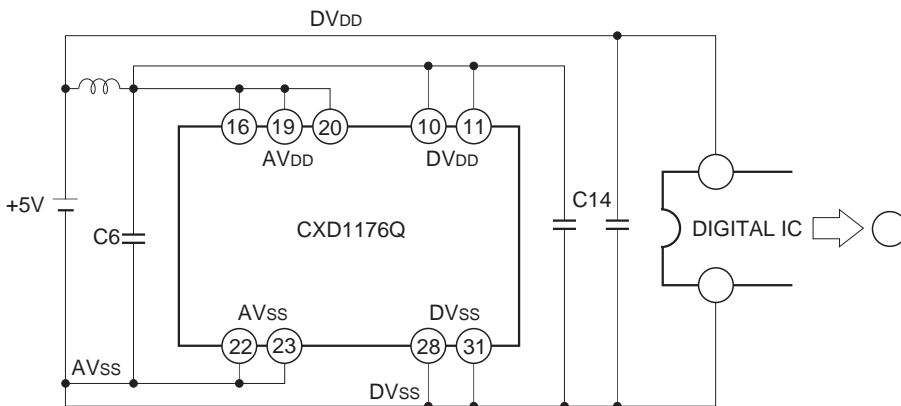 DVDD
16 19 20 10 11
AVDD DVDD
+5V
C6
CXD1176Q
C14
DIGITAL IC
AVSS DVSS
22 23 28 31
AVSS
DVSS